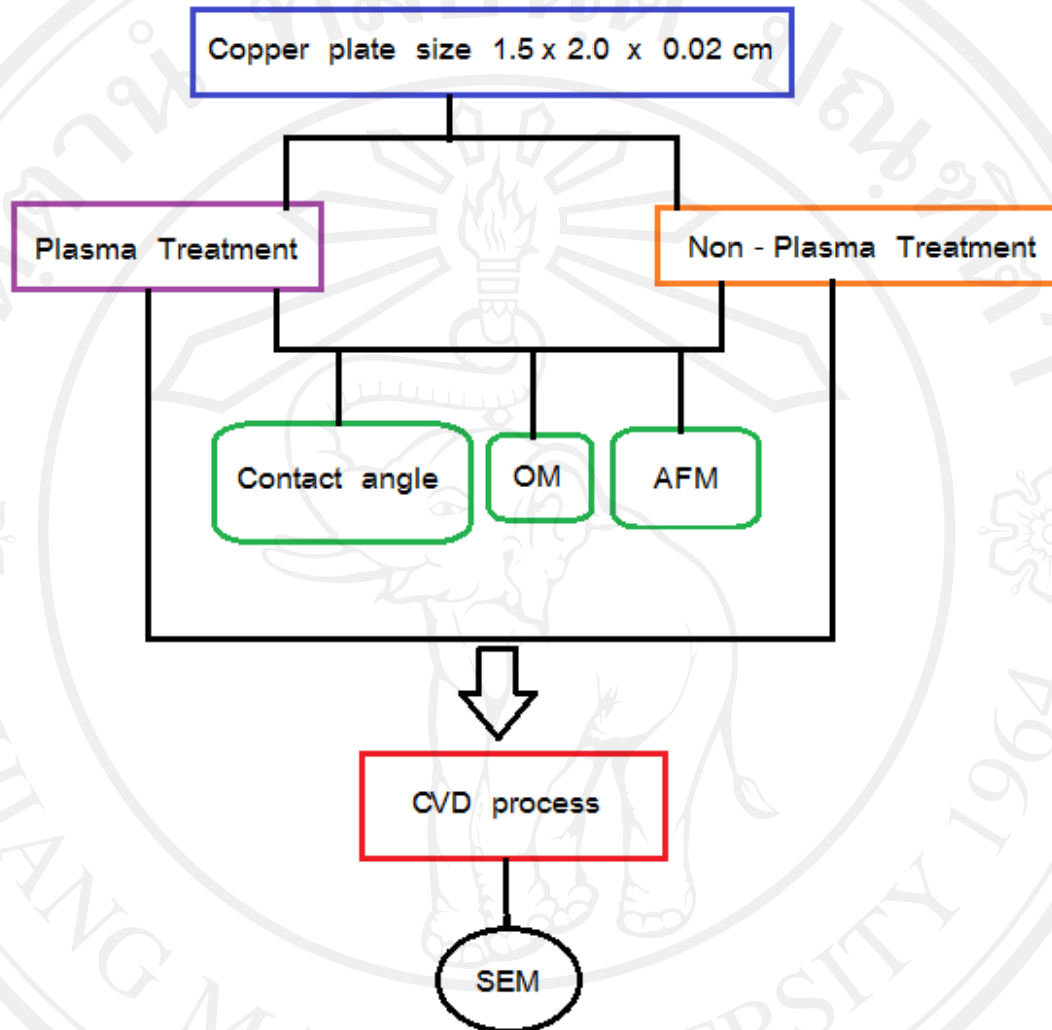 Copper plate size 1.5 x 2.0 x 0.02 cm
Plasma Treatment
Non - Plasma Treatment
Contact angle
OM
AFM
CVD process
SEM
1964